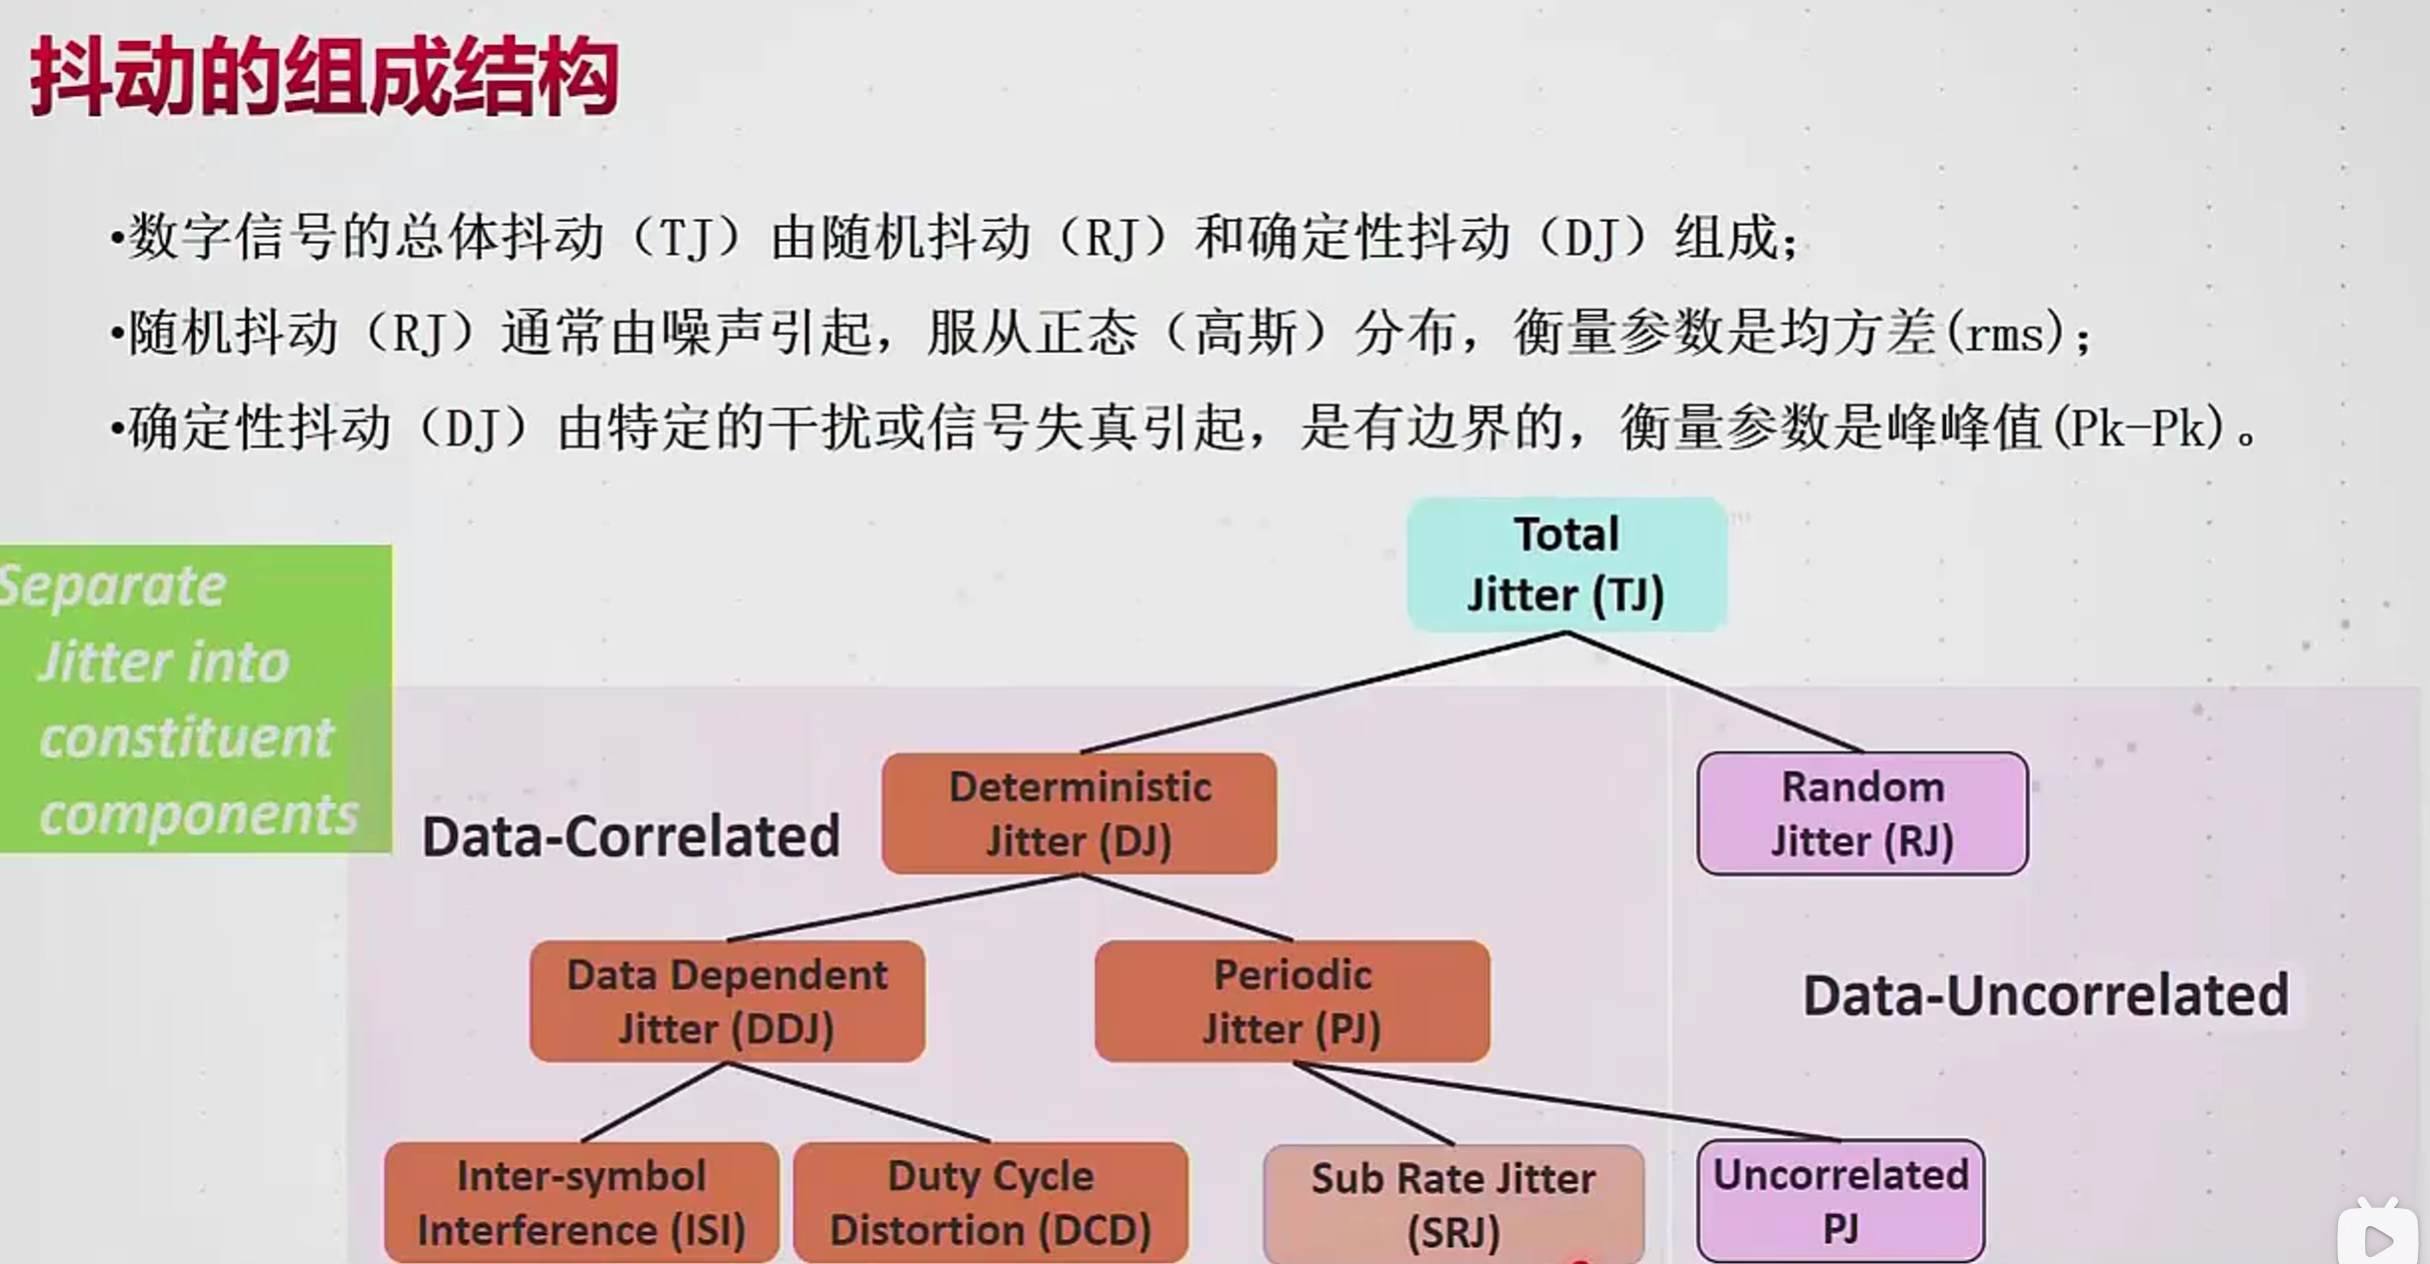 抖动的组成结构
•数字信号的总体抖动（TJ）由随机抖动（RJ）和确定性抖动（DJ）组成；
•随机抖动（RJ）通常由噪声引起，服从正态（高斯）分布，衡量参数是均方差(rms)；
•确定性抖动（DJ）由特定的干扰或信号失真引起，是有边界的，衡量参数是峰峰值(Pk-Pk)。
Separate
Jitter into
constituent
components
Total
Jitter (TJ)
Data-Correlated
Deterministic
Jitter (DJ)
Random
Jitter (RJ)
Data Dependent
Jitter (DDJ)
Periodic
Jitter (PJ)
Data-Uncorrelated
Inter-symbol
Interference (ISI)
Duty Cycle
Distortion (DCD)
Sub Rate Jitter
(SRJ)
Uncorrelated
PJ